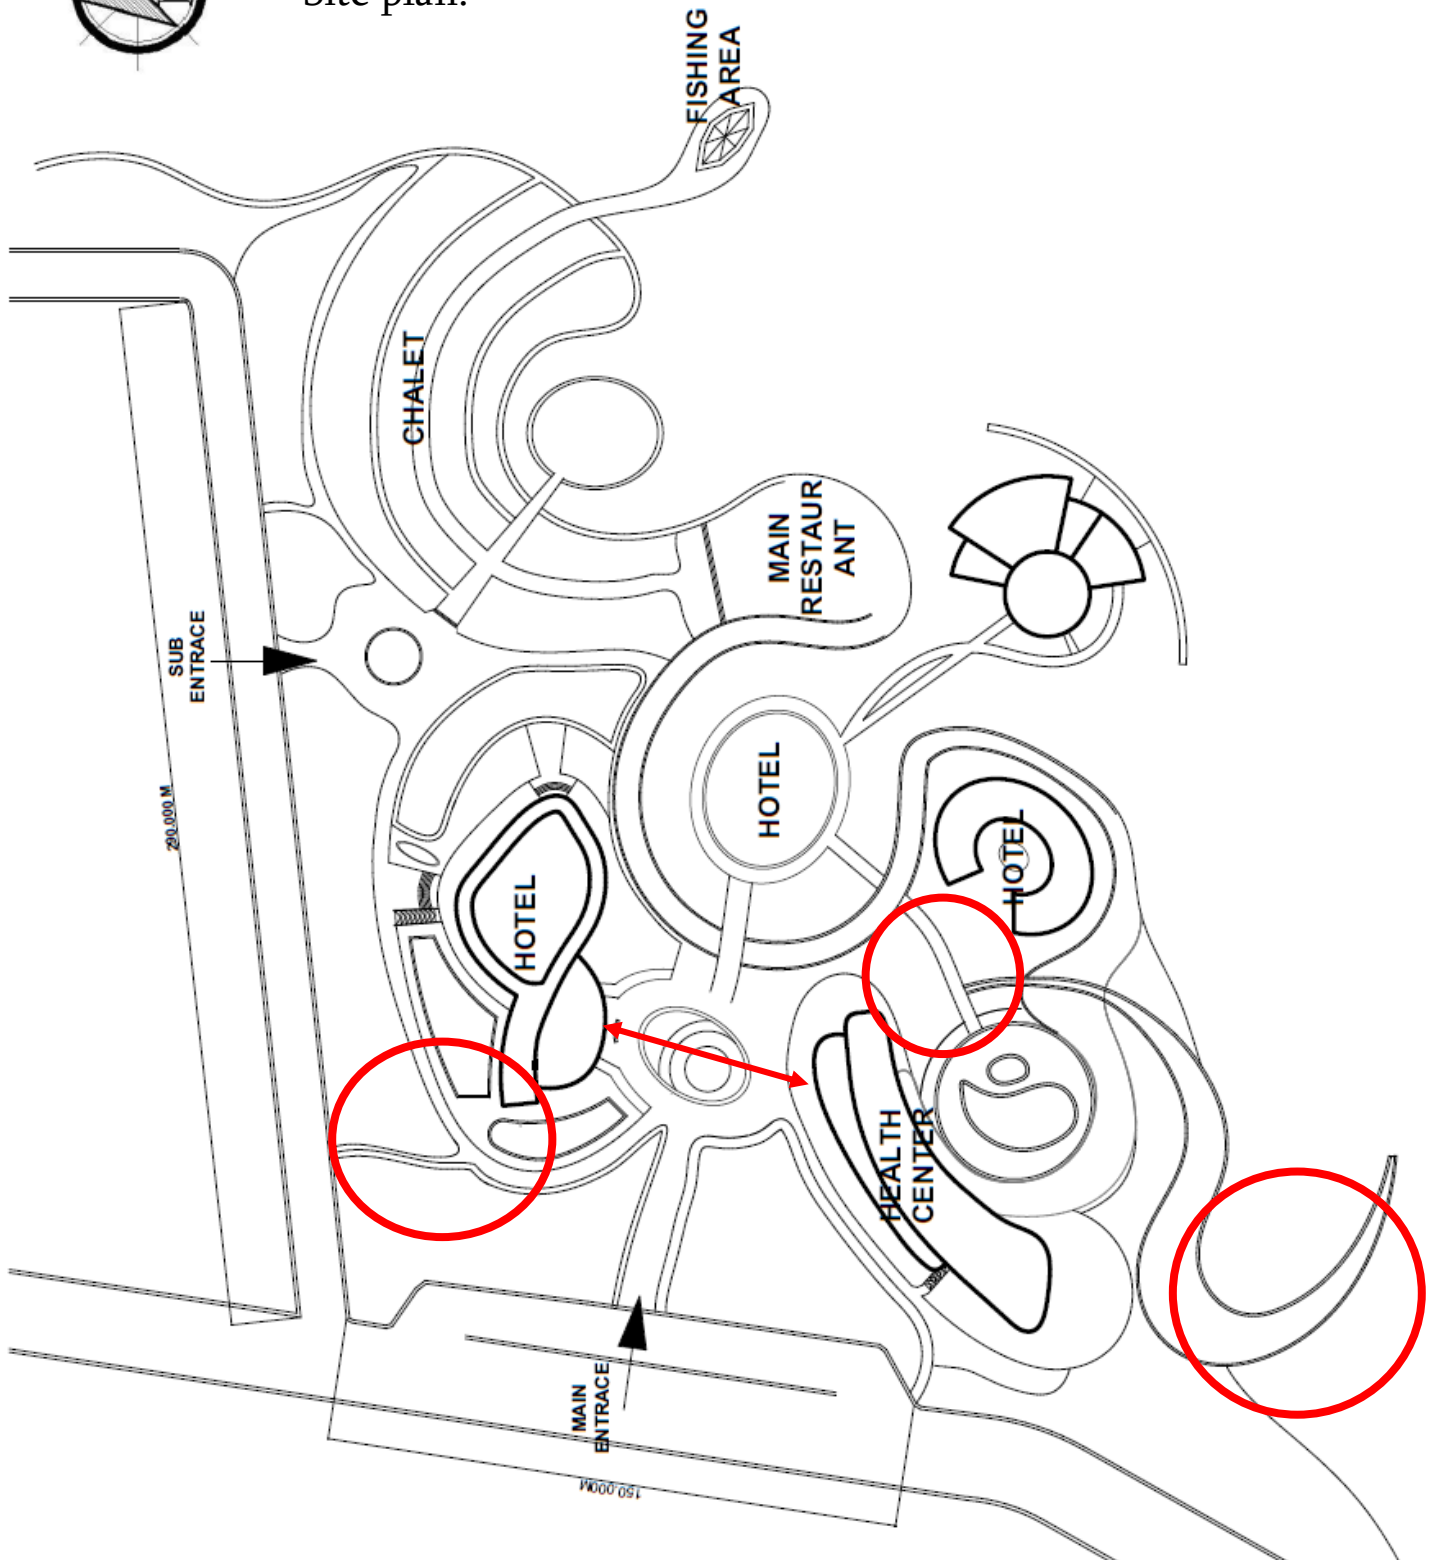 Site plan:
FISHING
AREA
CHALET
MAIN
RESTAUR
ANT
SUB
ENTRACE
HOTEL
HOTEL
HOTEL
290.000 M
HEALTH
CENTER
MAIN
ENTRACE
150.000M